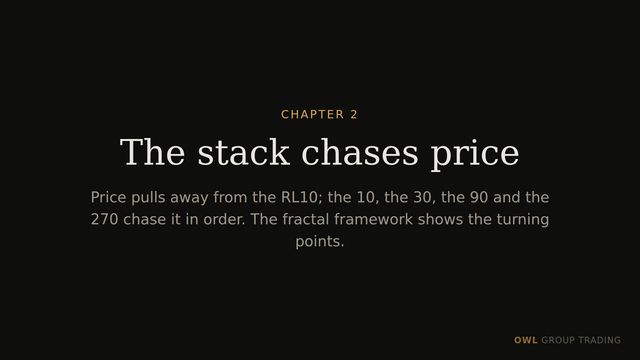 CHAPTER 2
The stack chases price
Price pulls away from the RL10; the 10, the 30, the 90 and the
270 chase it in order. The fractal framework shows the turning
points.
OWL GROUP TRADING